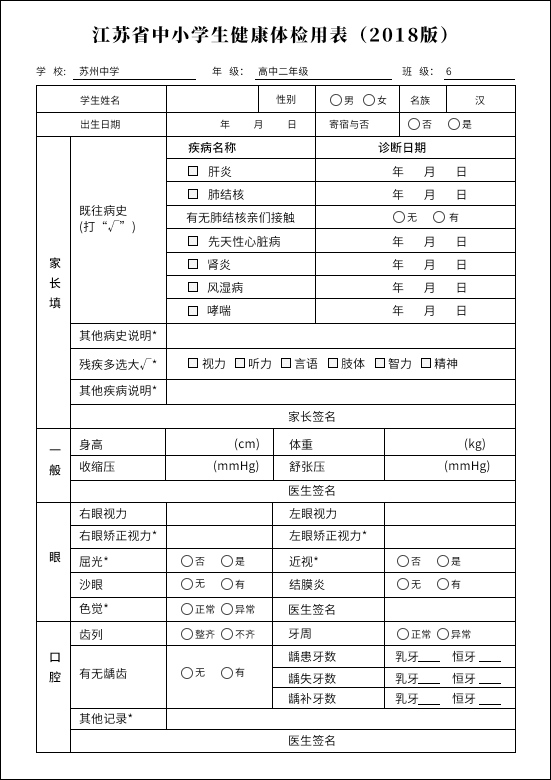 江苏省中小学生健康体检用表（2018版）
学 校: 苏州中学 年 级: 高中二年级 班 级: 6
学生姓名 性别 男 女 名族 汉
出生日期 年 月 日 寄宿与否 否 是
家长填
既往病史
(打“√”)
疾病名称 诊断日期
肝炎 年 月 日
肺结核 年 月 日
有无肺结核亲们接触 无 有
先天性心脏病 年 月 日
肾炎 年 月 日
风湿病 年 月 日
哮喘 年 月 日
其他病史说明*
残疾多选大√* 视力 听力 言语 肢体 智力 精神
其他疾病说明*
家长签名
一般
身高 (cm) 体重 (kg)
收缩压 (mmHg) 舒张压 (mmHg)
医生签名
眼
右眼视力 左眼视力
右眼矫正视力* 左眼矫正视力*
屈光* 否 是 近视* 否 是
沙眼 无 有 结膜炎 无 有
色觉* 正常 异常 医生签名
口腔
齿列 整齐 不齐 牙周 正常 异常
有无龋齿 无 有
龋患牙数 乳牙___ 恒牙___
龋失牙数 乳牙___ 恒牙___
龋补牙数 乳牙___ 恒牙___
其他记录*
医生签名